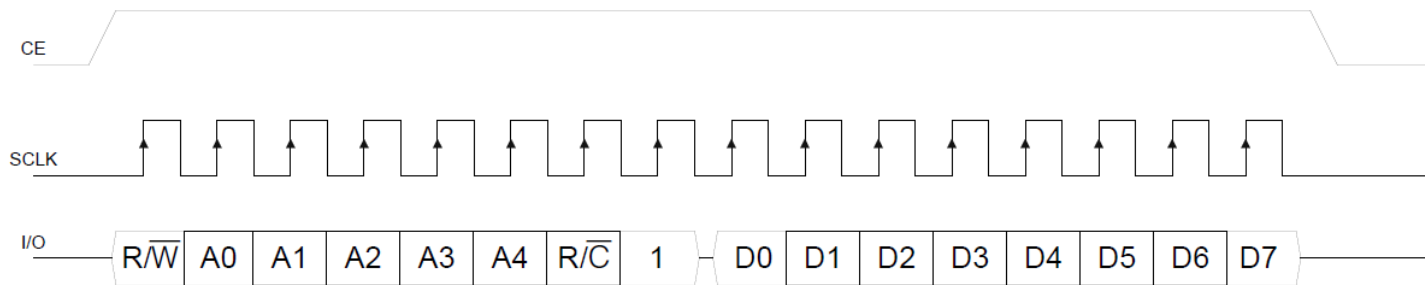 CE
SCLK
I/O R/W̅ A0 A1 A2 A3 A4 R/C̅ 1 D0 D1 D2 D3 D4 D5 D6 D7